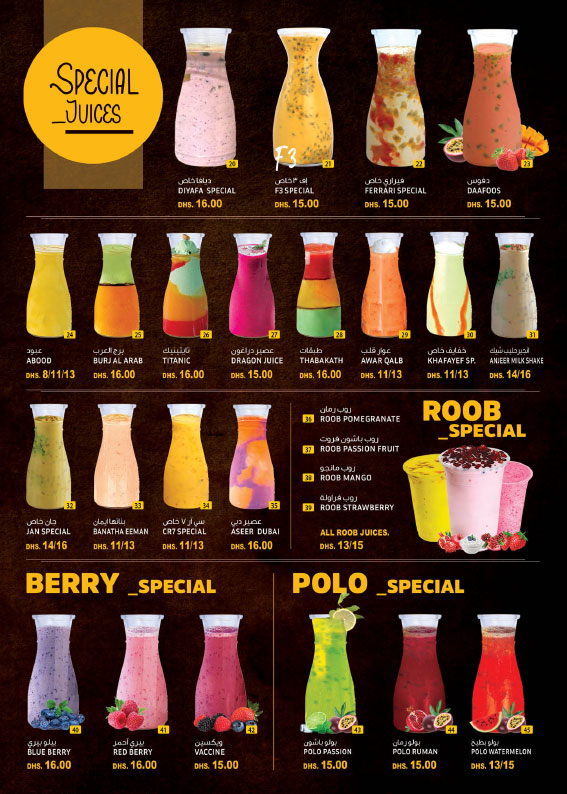 SPECIAL
_JUICES
20
ديافا خاص
DIYAFA SPECIAL
DHS. 16.00
F3
21
اف ٣ خاص
F3 SPECIAL
DHS. 15.00
22
فيراري خاص
FERRARI SPECIAL
DHS. 15.00
23
دفوس
DAAFOOS
DHS. 15.00
24
عبود
ABOOD
DHS. 8/11/13
25
برج العرب
BURJ AL ARAB
DHS. 16.00
26
تايتينيك
TITANIC
DHS. 16.00
27
عصير دراغون
DRAGON JUICE
DHS. 15.00
28
طبقات
THABAKATH
DHS. 16.00
29
عوار قلب
AWAR QALB
DHS. 11/13
30
خفايف خاص
KHAFAYEF SP.
DHS. 11/13
31
انجير حليب شيك
ANJEER MILK SHAKE
DHS. 14/16
32
جان خاص
JAN SPECIAL
DHS. 14/16
33
BANATHA EEMAN
DHS. 11/13
34
سي آر ٧ خاص
CR7 SPECIAL
DHS. 11/13
35
عصير دبي
ASEER DUBAI
DHS. 16.00
ROOB
_SPECIAL
روب رمان
36 ROOB POMEGRANATE
روب باشون فروت
37 ROOB PASSION FRUIT
روب مانجو
38 ROOB MANGO
روب فراولة
39 ROOB STRAWBERRY
ALL ROOB JUICES.
DHS. 13/15
BERRY _SPECIAL
40
بيلو بيري
BLUE BERRY
DHS. 16.00
41
بيري أحمر
RED BERRY
DHS. 16.00
42
ويكسين
VACCINE
DHS. 15.00
POLO _SPECIAL
43
بولو باشون
POLO PASSION
DHS. 15.00
44
بولو رمان
POLO RUMAN
DHS. 15.00
45
بولو بطيخ
POLO WATERMELON
DHS. 13/15